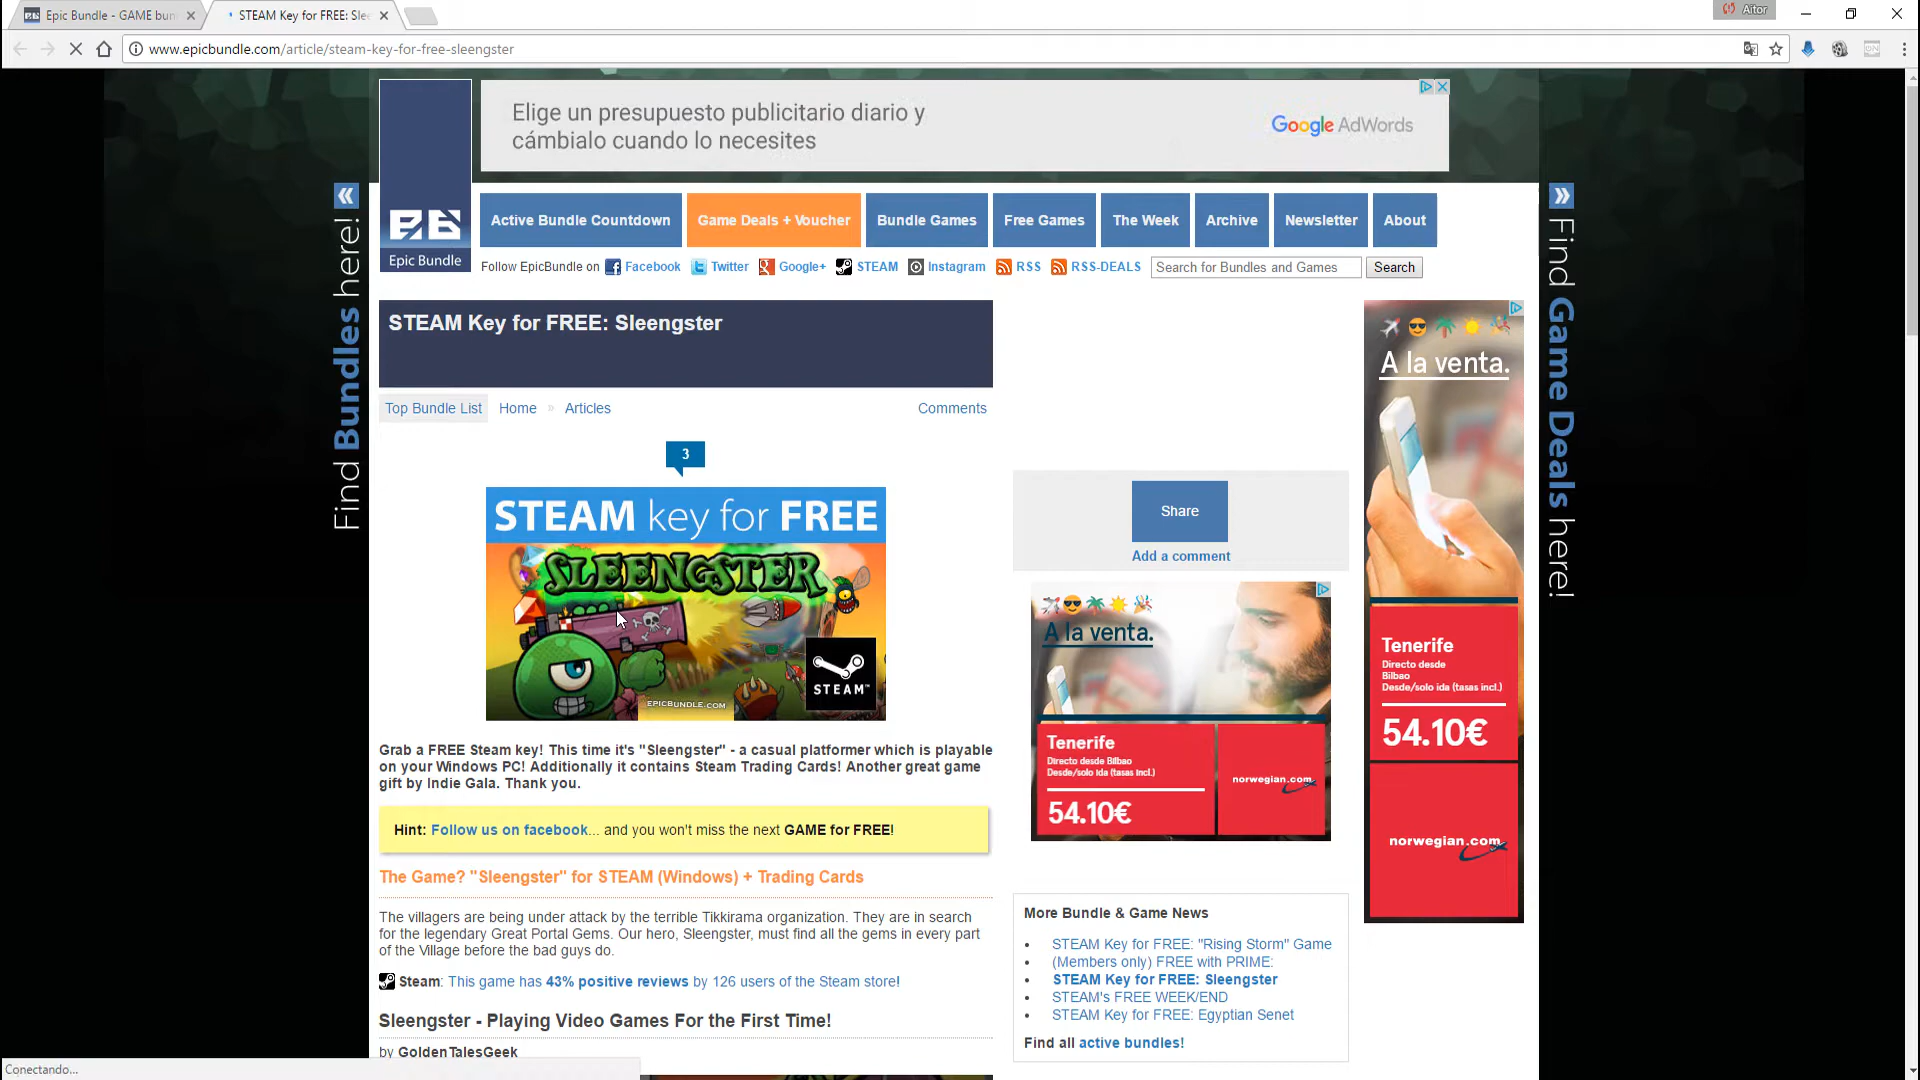 Epic Bundle - GAME bun
STEAM Key for FREE: Slee
Aitor
www.epicbundle.com/article/steam-key-for-free-sleengster
Elige un presupuesto publicitario diario y
cámbialo cuando lo necesites
Google AdWords
Epic Bundle
Active Bundle Countdown
Game Deals + Voucher
Bundle Games
Free Games
The Week
Archive
Newsletter
About
Follow EpicBundle on Facebook Twitter Google+ STEAM Instagram RSS RSS-DEALS
Search for Bundles and Games
Search
« Find Bundles here!
» Find Game Deals here!
STEAM Key for FREE: Sleengster
Top Bundle List Home » Articles
Comments
3
STEAM key for FREE
SLEENGSTER
STEAM™
EPICBUNDLE.COM
Grab a FREE Steam key! This time it's "Sleengster" - a casual platformer which is playable
on your Windows PC! Additionally it contains Steam Trading Cards! Another great game
gift by Indie Gala. Thank you.
Hint: Follow us on facebook... and you won't miss the next GAME for FREE!
The Game? "Sleengster" for STEAM (Windows) + Trading Cards
The villagers are being under attack by the terrible Tikkirama organization. They are in search
for the legendary Great Portal Gems. Our hero, Sleengster, must find all the gems in every part
of the Village before the bad guys do.
Steam: This game has 43% positive reviews by 126 users of the Steam store!
Sleengster - Playing Video Games For the First Time!
by GoldenTalesGeek
Share
Add a comment
A la venta.
Tenerife
Directo desde Bilbao
Desde/solo ida (tasas incl.)
54.10€
norwegian.com
More Bundle & Game News
• STEAM Key for FREE: "Rising Storm" Game
• (Members only) FREE with PRIME:
• STEAM Key for FREE: Sleengster
• STEAM's FREE WEEK/END
• STEAM Key for FREE: Egyptian Senet
Find all active bundles!
A la venta.
Tenerife
Directo desde
Bilbao
Desde/solo ida (tasas incl.)
54.10€
norwegian.com
Conectando...